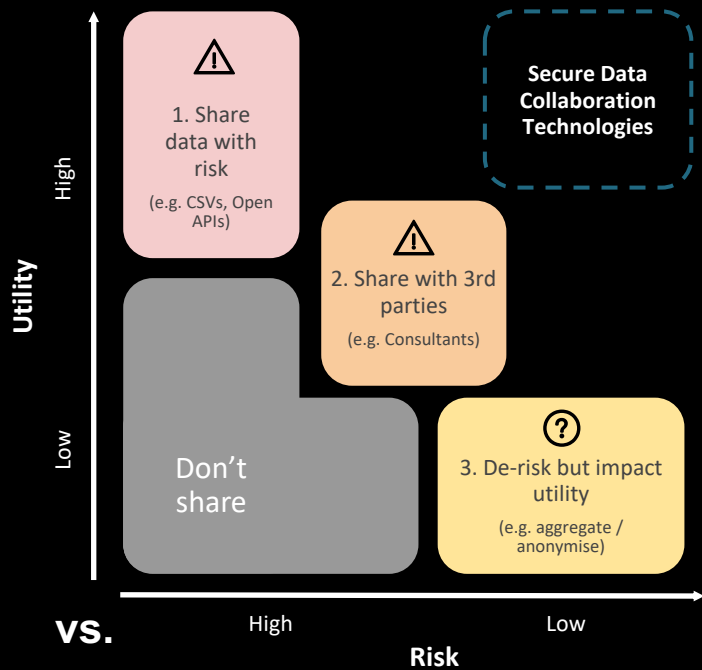 1. Share
data with
risk
(e.g. CSVs, Open
APIs)
Secure Data
Collaboration
Technologies
2. Share with 3rd
parties
(e.g. Consultants)
Don’t
share
3. De-risk but impact
utility
(e.g. aggregate /
anonymise)
High
Utility
Low
vs.
High
Low
Risk